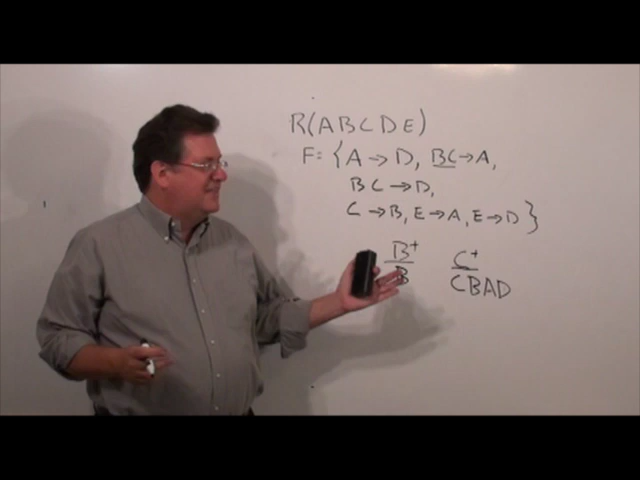 R(ABCDE)
F = {A → D, BC → A,
BC → D,
C → B, E → A, E → D}
B⁺ C⁺
B CBAD